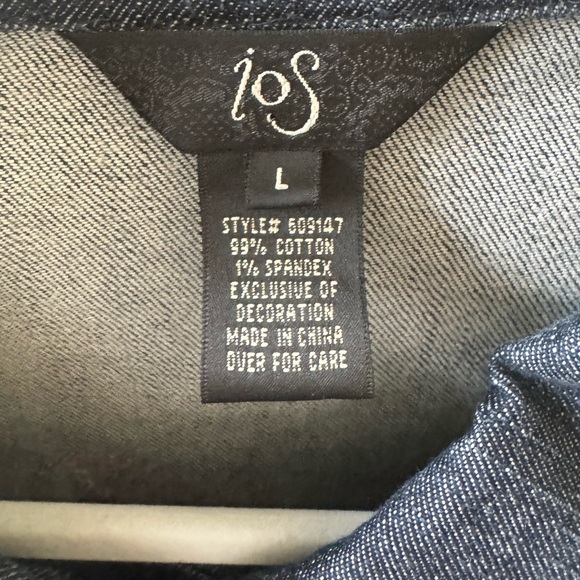 ios
L
STYLE# 609147
99% COTTON
1% SPANDEX
EXCLUSIVE OF
DECORATION
MADE IN CHINA
OVER FOR CARE